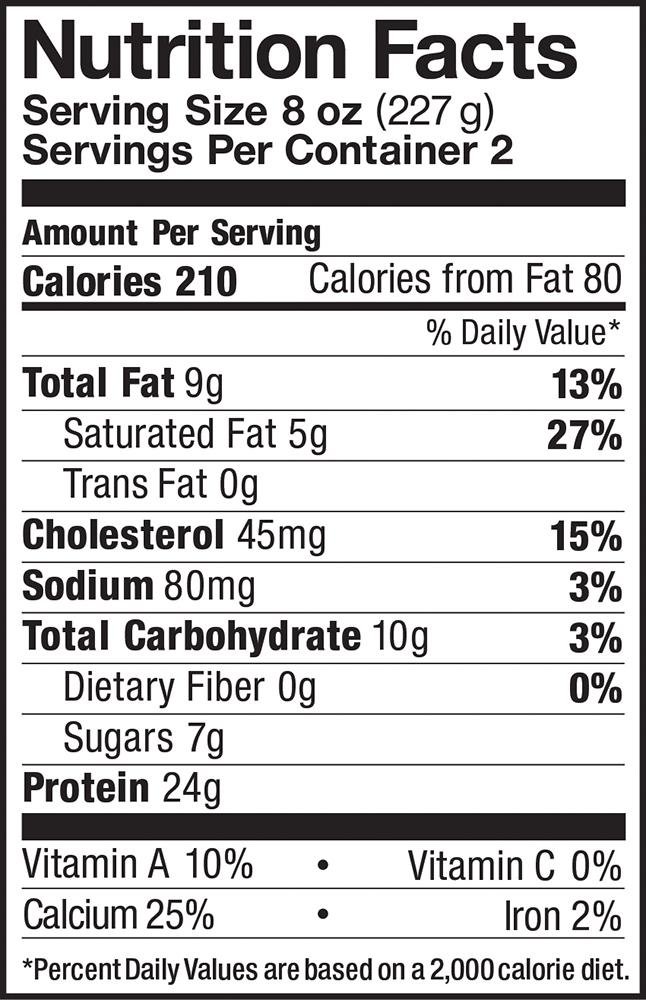 Nutrition Facts
Serving Size 8 oz (227 g)
Servings Per Container 2
Amount Per Serving
Calories 210 Calories from Fat 80
% Daily Value*
Total Fat 9g 13%
Saturated Fat 5g 27%
Trans Fat 0g
Cholesterol 45mg 15%
Sodium 80mg 3%
Total Carbohydrate 10g 3%
Dietary Fiber 0g 0%
Sugars 7g
Protein 24g
Vitamin A 10% • Vitamin C 0%
Calcium 25% • Iron 2%
*Percent Daily Values are based on a 2,000 calorie diet.